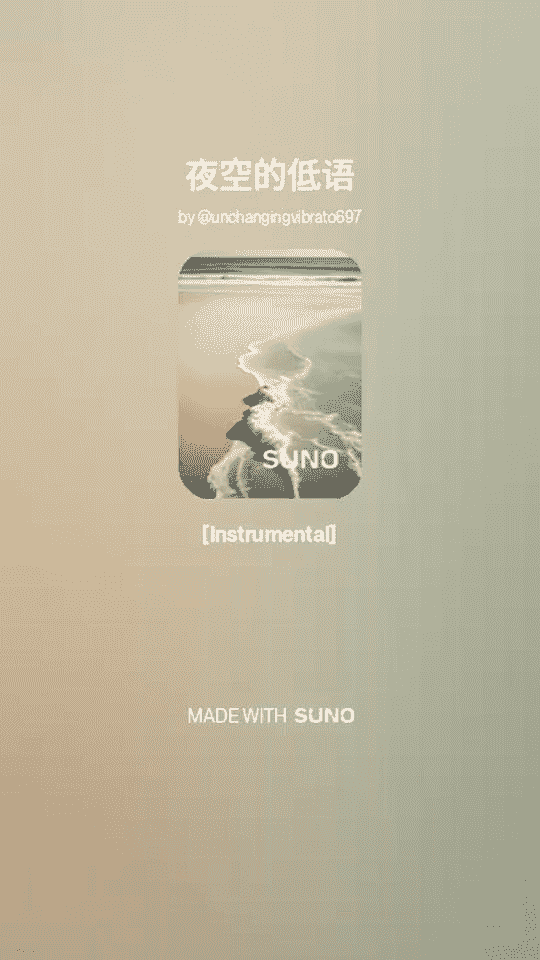 夜空的低语
by @unchangingvibrato697
SUNO
[Instrumental]
MADE WITH SUNO